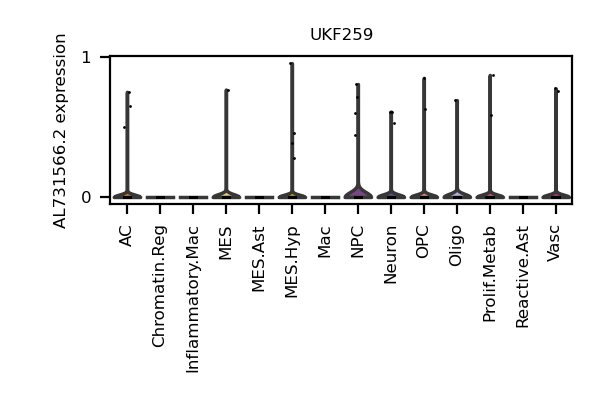 UKF259
AL731566.2 expression
1
0
AC
Chromatin.Reg
Inflammatory.Mac
MES
MES.Ast
MES.Hyp
Mac
NPC
Neuron
OPC
Oligo
Prolif.Metab
Reactive.Ast
Vasc